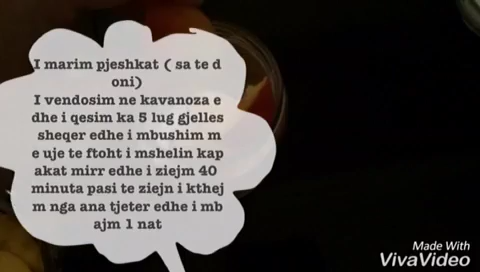 I marim pjeshkat ( sa te d
oni)
I vendosim ne kavanoza e
dhe i qesim ka 5 lug gjelles
sheqer edhe i mbushim m
e uje te ftoht i mshelin kap
akat mirr edhe i ziejm 40
minuta pasi te ziejn i kthej
m nga ana tjeter edhe i mb
ajm 1 nat
Made With
VivaVideo